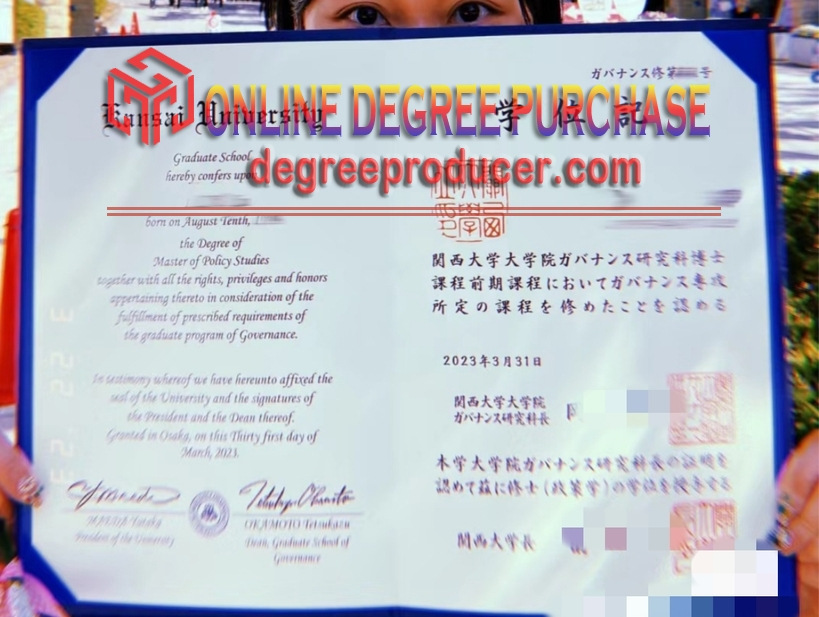 ONLINE DEGREE PURCHASE
degreeproducer.com
Kansai University
Graduate School
hereby confers upon
born on August Tenth,
the Degree of
Master of Policy Studies
together with all the rights, privileges and honors
appertaining thereto in consideration of the
fulfillment of prescribed requirements of
the graduate program of Governance.
In testimony whereof we have hereunto affixed the
seal of the University and the signatures of
the President and the Dean thereof.
Granted in Osaka, on this Thirty first day of
March, 2023.
President of the University
OKAMOTO Tetsukazu
Dean, Graduate School of
Governance
ガバナンス修第 号
学位記
関西大学大学院ガバナンス研究科博士
課程前期課程においてガバナンス専攻
所定の課程を修めたことを認める
2023年3月31日
関西大学大学院
ガバナンス研究科長
本学大学院ガバナンス研究科長の証明を
認めて茲に修士(政策学)の学位を授与する
関西大学長